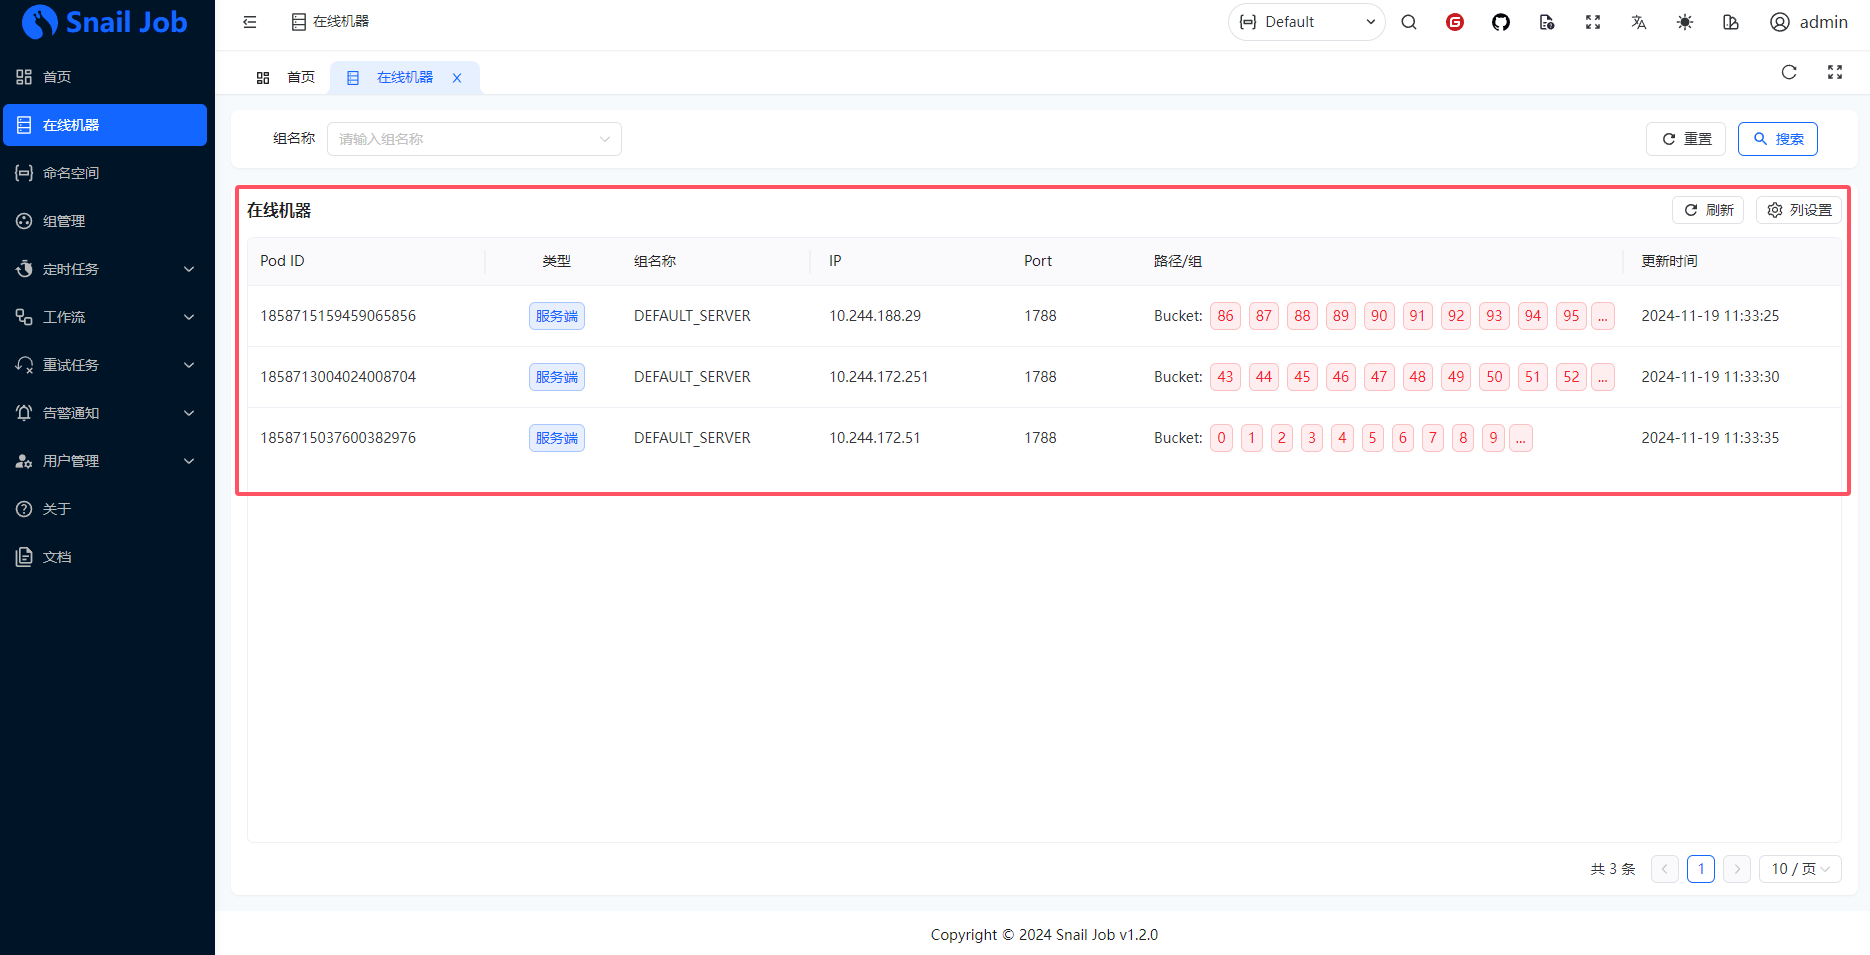 Snail Job
在线机器
Default
admin
首页
在线机器
首页
在线机器
命名空间
组管理
定时任务
工作流
重试任务
告警通知
用户管理
关于
文档
组名称
请输入组名称
重置
搜索
在线机器
刷新
列设置
Pod ID 类型 组名称 IP Port 路径/组 更新时间
1858715159459065856 服务端 DEFAULT_SERVER 10.244.188.29 1788 Bucket: 86 87 88 89 90 91 92 93 94 95 ... 2024-11-19 11:33:25
1858713004024008704 服务端 DEFAULT_SERVER 10.244.172.251 1788 Bucket: 43 44 45 46 47 48 49 50 51 52 ... 2024-11-19 11:33:30
1858715037600382976 服务端 DEFAULT_SERVER 10.244.172.51 1788 Bucket: 0 1 2 3 4 5 6 7 8 9 ... 2024-11-19 11:33:35
共 3 条 1 10 / 页
Copyright © 2024 Snail Job v1.2.0